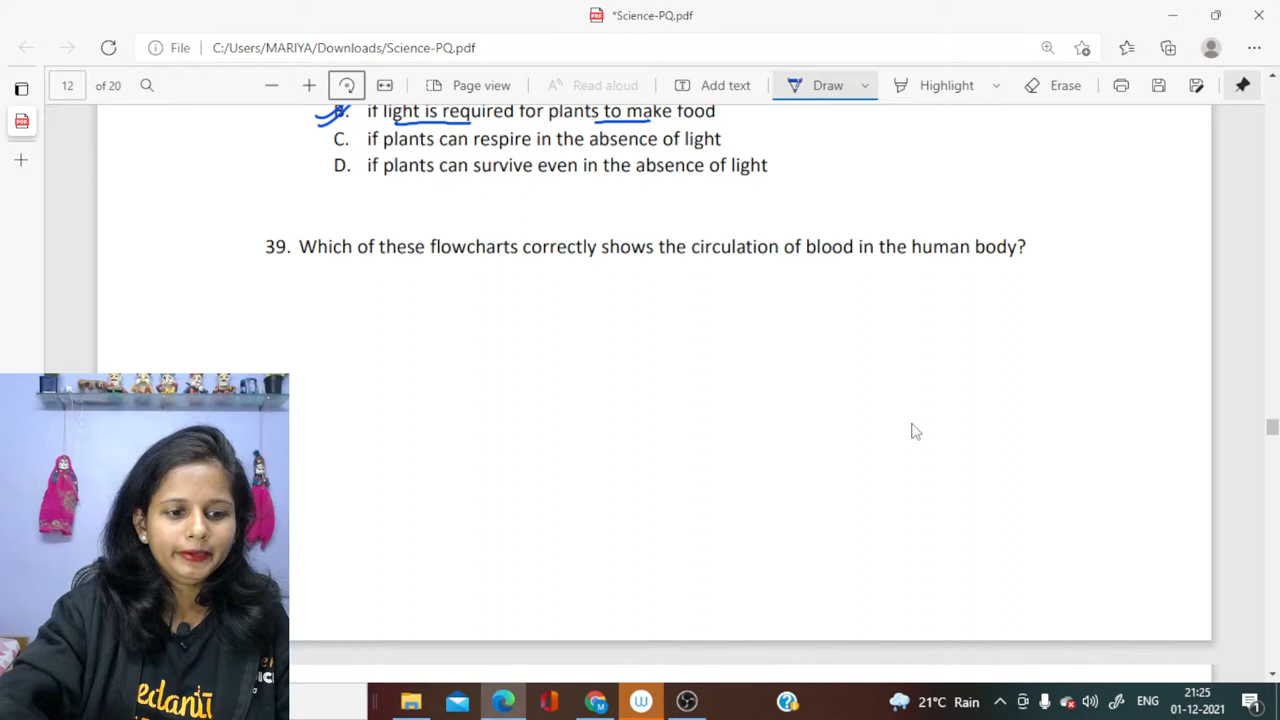 *Science-PQ.pdf
File C:/Users/MARIYA/Downloads/Science-PQ.pdf
12 of 20 Page view Read aloud Add text Draw Highlight Erase
B. if light is required for plants to make food
C. if plants can respire in the absence of light
D. if plants can survive even in the absence of light
39. Which of these flowcharts correctly shows the circulation of blood in the human body?
edant
21°C Rain ENG 21:25
01-12-2021